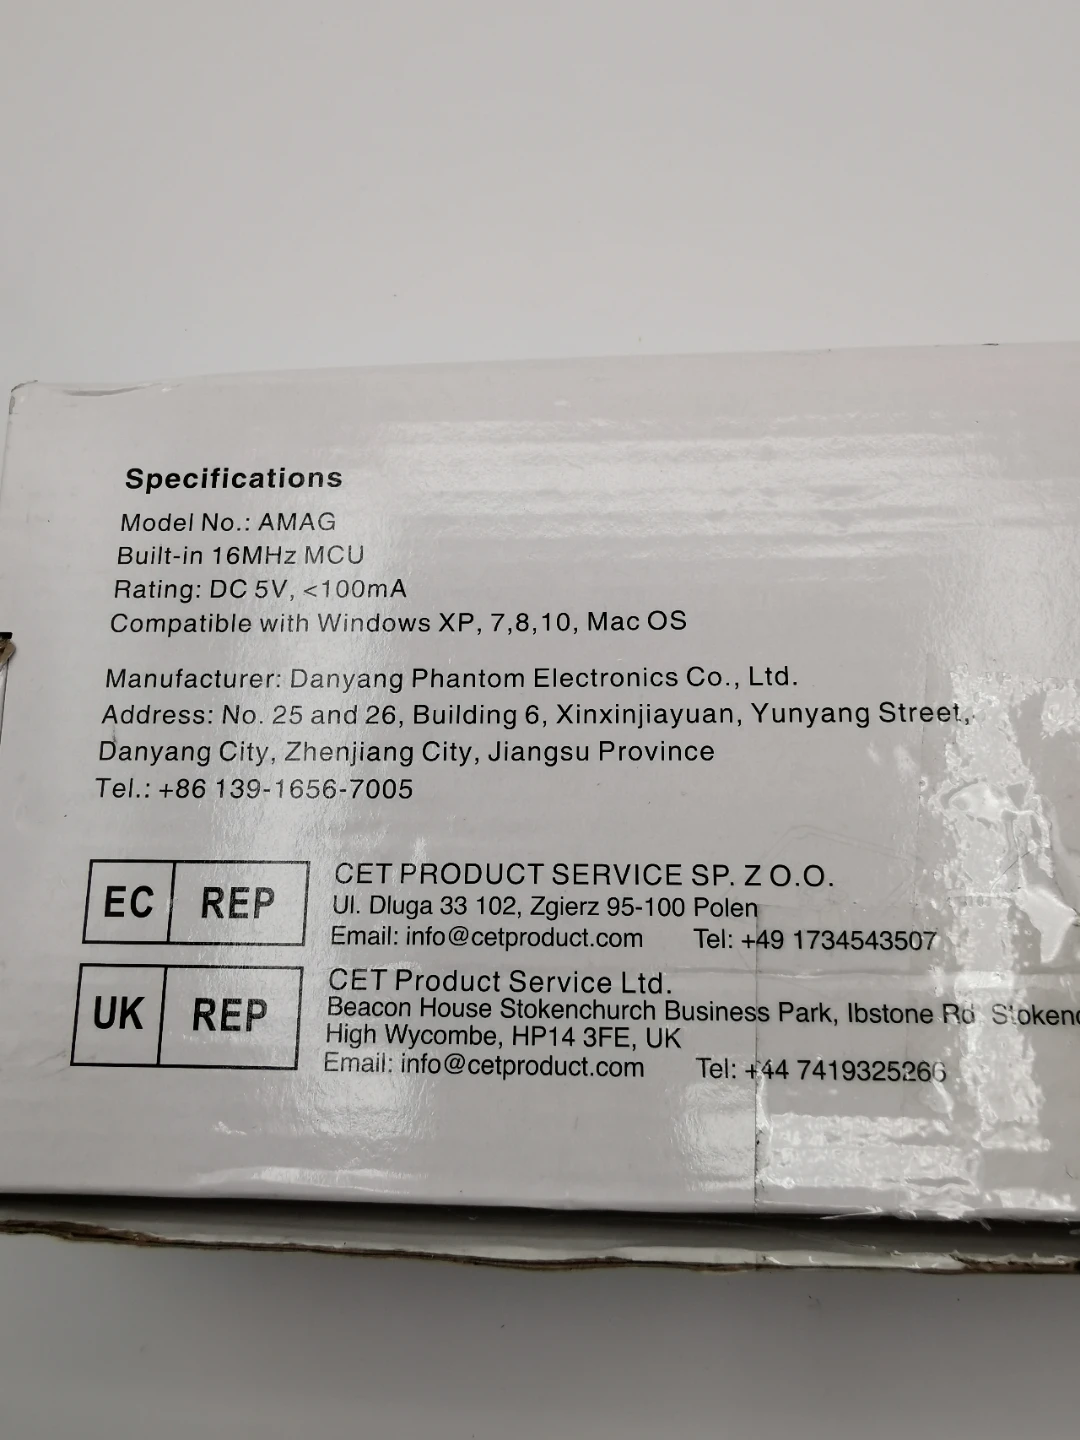 Specifications
Model No.: AMAG
Built-in 16MHz MCU
Rating: DC 5V, <100mA
Compatible with Windows XP, 7,8,10, Mac OS
Manufacturer: Danyang Phantom Electronics Co., Ltd.
Address: No. 25 and 26, Building 6, Xinxinjiayuan, Yunyang Street,
Danyang City, Zhenjiang City, Jiangsu Province
Tel.: +86 139-1656-7005
EC REP
CET PRODUCT SERVICE SP. Z O.O.
Ul. Dluga 33 102, Zgierz 95-100 Polen
Email: info@cetproduct.com Tel: +49 1734543507
UK REP
CET Product Service Ltd.
Beacon House Stokenchurch Business Park, Ibstone Rd
High Wycombe, HP14 3FE, UK
Email: info@cetproduct.com Tel: +44 7419325266